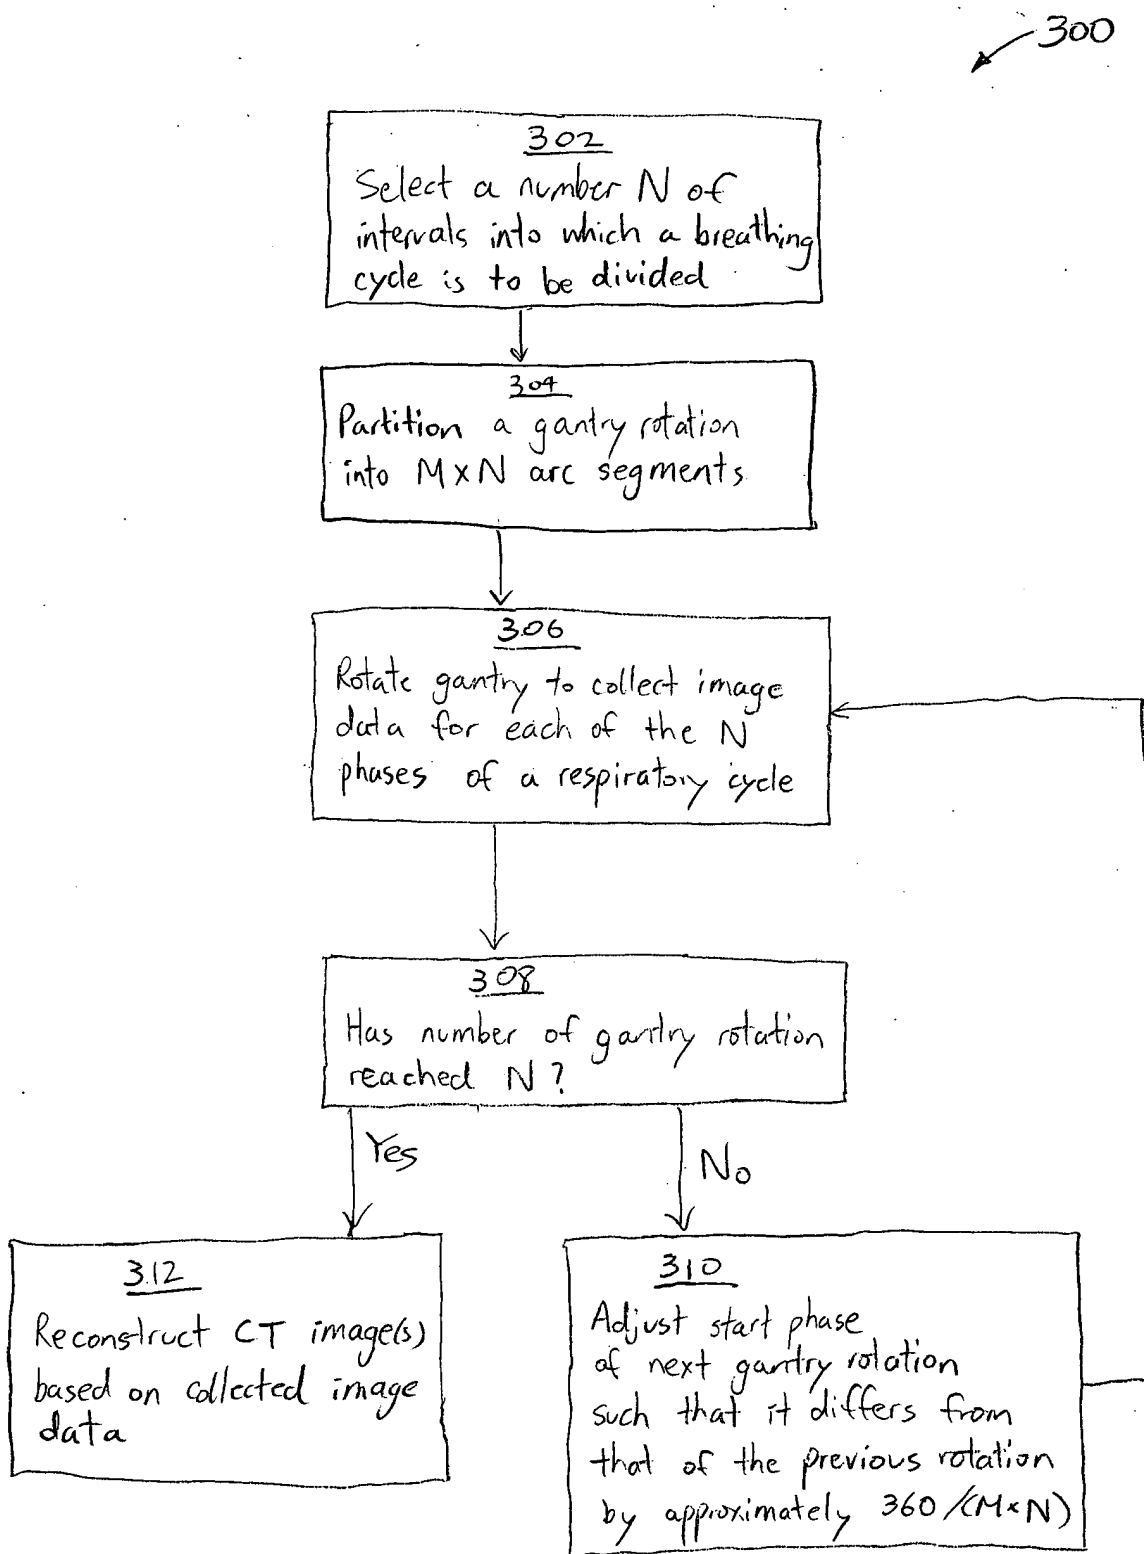 300
302
Select a number N of
intervals into which a breathing
cycle is to be divided
304
Partition a gantry rotation
into M x N arc segments
306
Rotate gantry to collect image
data for each of the N
phases of a respiratory cycle
308
Has number of gantry rotation
reached N?
Yes
No
312
Reconstruct CT image(s)
based on collected image
data
310
Adjust start phase
of next gantry rotation
such that it differs from
that of the previous rotation
by approximately 360/(M×N)